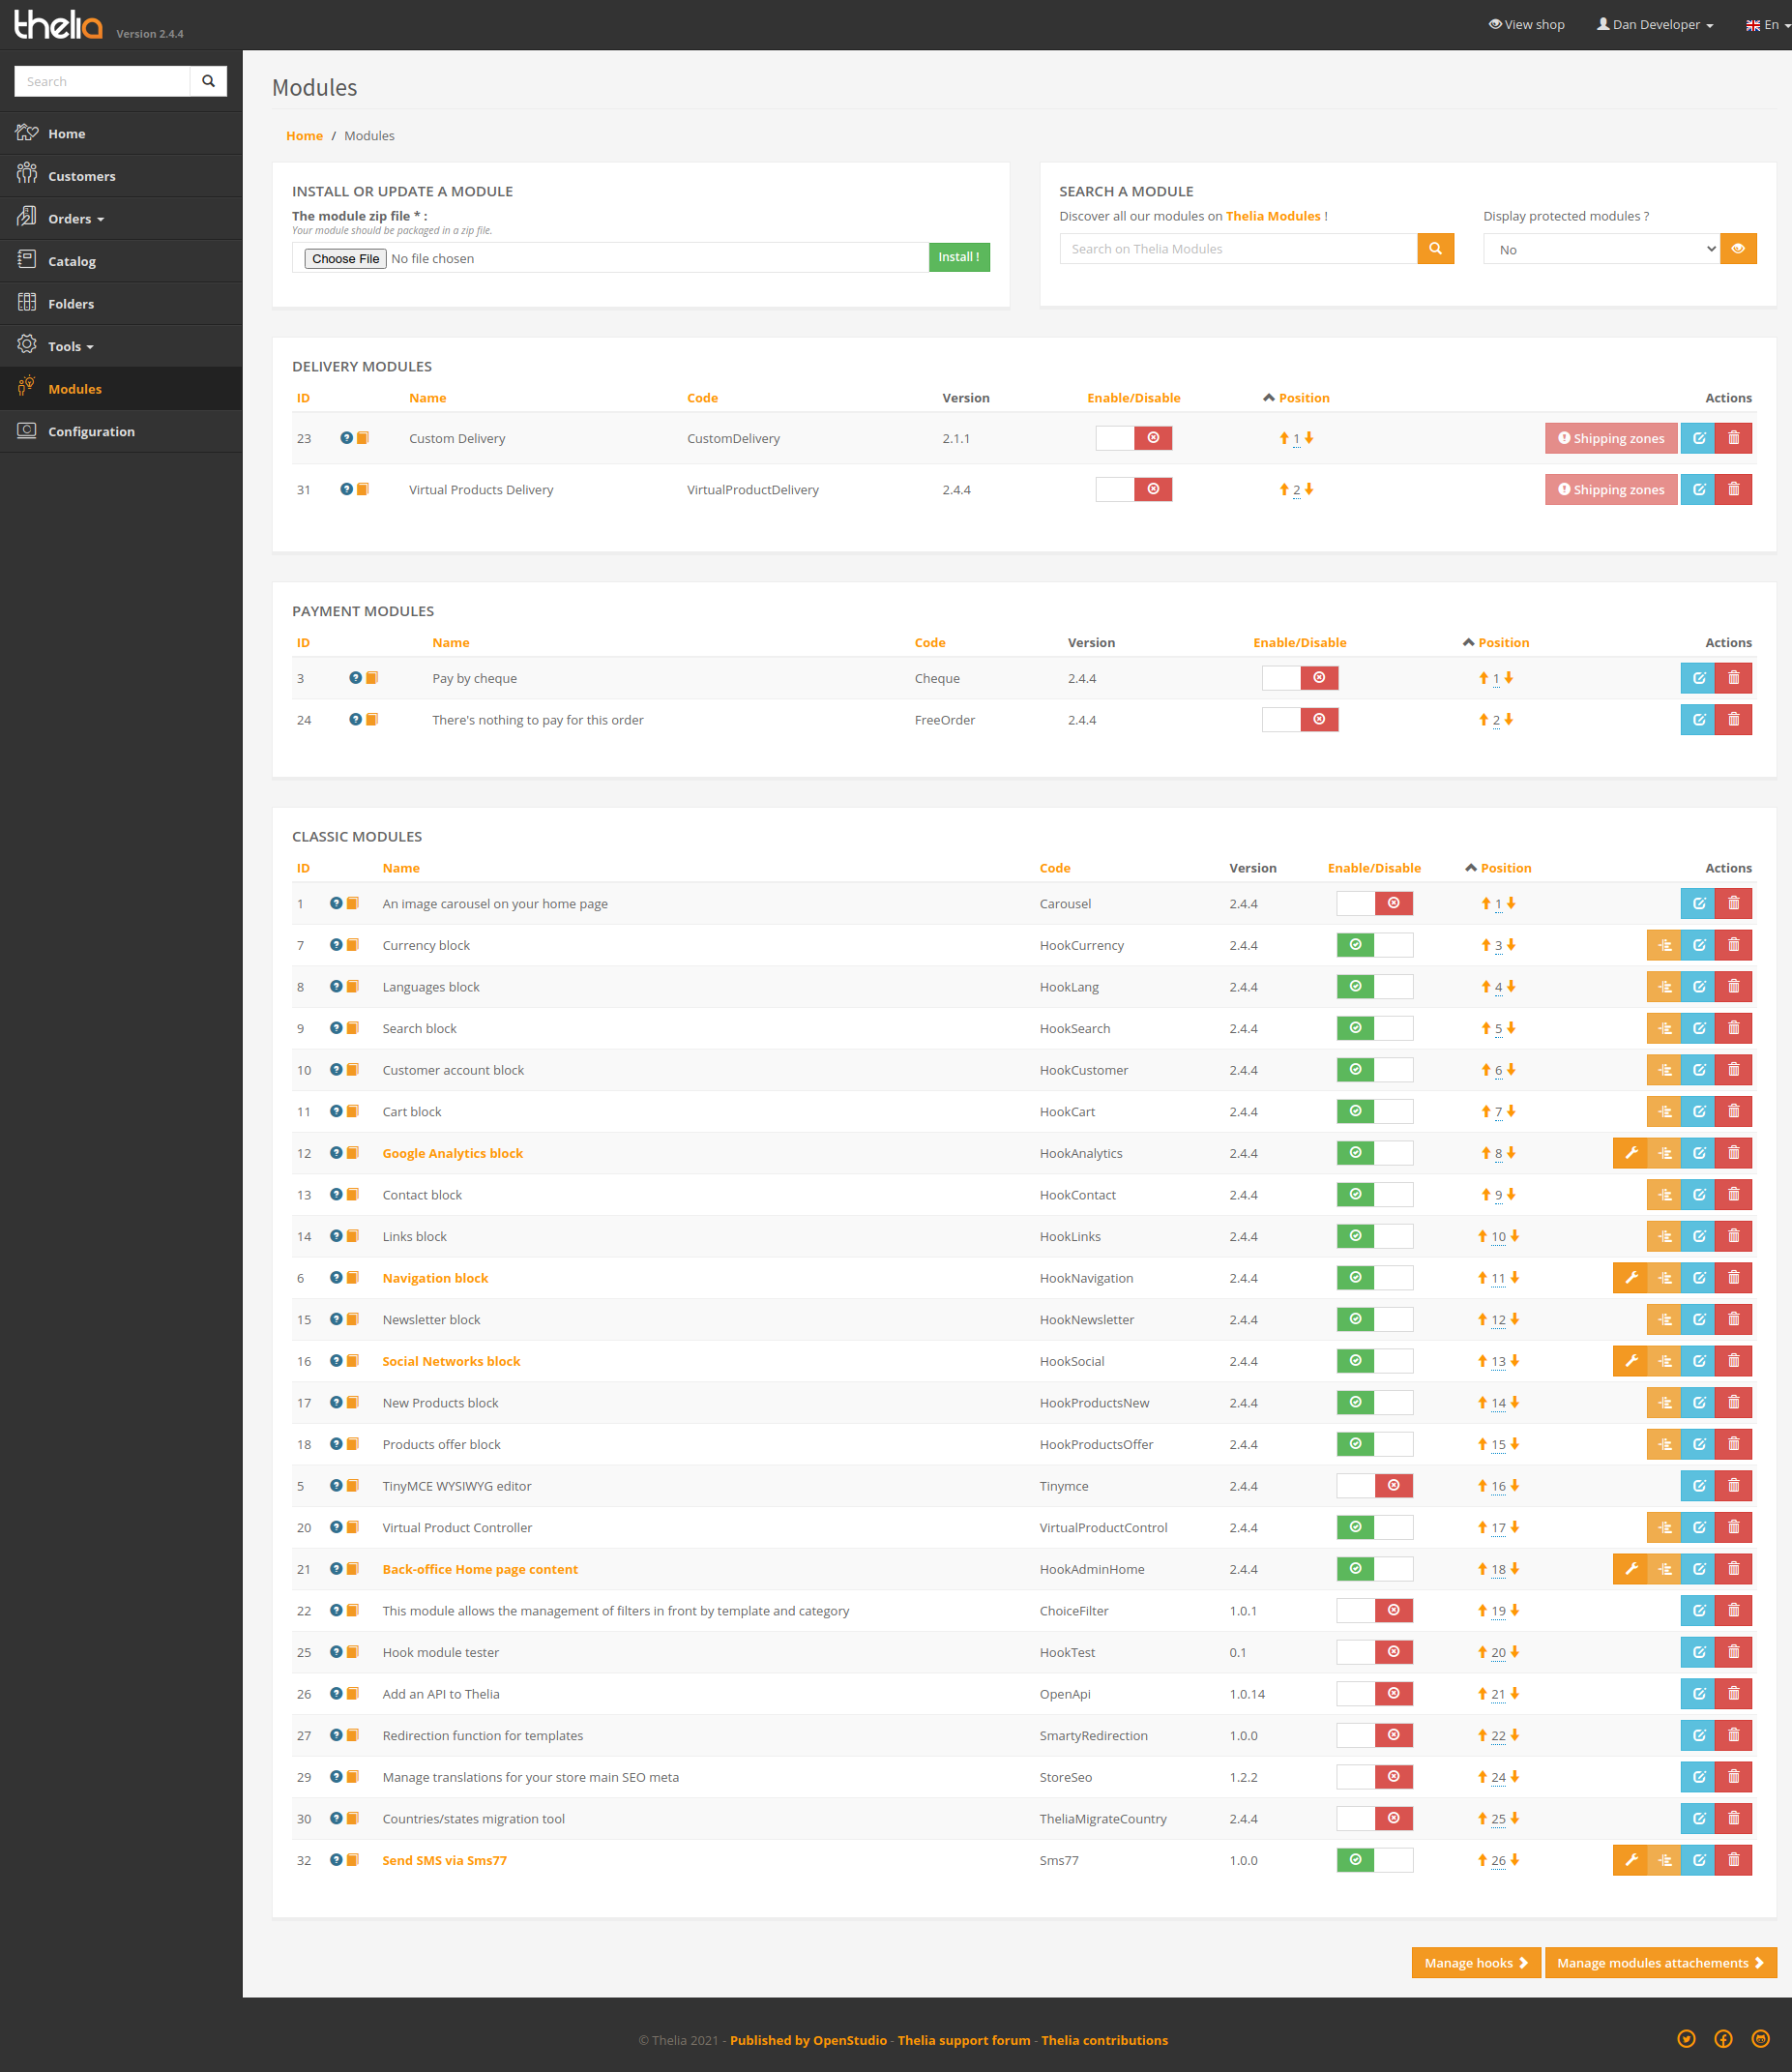 thelia Version 2.4.4 View shop Dan Developer En
Search
Home
Customers
Orders
Catalog
Folders
Tools
Modules
Configuration
Modules
Home / Modules
INSTALL OR UPDATE A MODULE
The module zip file * :
Your module should be packaged in a zip file.
Choose File No file chosen Install !
SEARCH A MODULE
Discover all our modules on Thelia Modules !
Search on Thelia Modules
Display protected modules ?
No
DELIVERY MODULES
ID Name Code Version Enable/Disable Position Actions
23 Custom Delivery CustomDelivery 2.1.1 1 Shipping zones
31 Virtual Products Delivery VirtualProductDelivery 2.4.4 2 Shipping zones
PAYMENT MODULES
ID Name Code Version Enable/Disable Position Actions
3 Pay by cheque Cheque 2.4.4 1
24 There's nothing to pay for this order FreeOrder 2.4.4 2
CLASSIC MODULES
ID Name Code Version Enable/Disable Position Actions
1 An image carousel on your home page Carousel 2.4.4 1
7 Currency block HookCurrency 2.4.4 3
8 Languages block HookLang 2.4.4 4
9 Search block HookSearch 2.4.4 5
10 Customer account block HookCustomer 2.4.4 6
11 Cart block HookCart 2.4.4 7
12 Google Analytics block HookAnalytics 2.4.4 8
13 Contact block HookContact 2.4.4 9
14 Links block HookLinks 2.4.4 10
6 Navigation block HookNavigation 2.4.4 11
15 Newsletter block HookNewsletter 2.4.4 12
16 Social Networks block HookSocial 2.4.4 13
17 New Products block HookProductsNew 2.4.4 14
18 Products offer block HookProductsOffer 2.4.4 15
5 TinyMCE WYSIWYG editor Tinymce 2.4.4 16
20 Virtual Product Controller VirtualProductControl 2.4.4 17
21 Back-office Home page content HookAdminHome 2.4.4 18
22 This module allows the management of filters in front by template and category ChoiceFilter 1.0.1 19
25 Hook module tester HookTest 0.1 20
26 Add an API to Thelia OpenApi 1.0.14 21
27 Redirection function for templates SmartyRedirection 1.0.0 22
29 Manage translations for your store main SEO meta StoreSeo 1.2.2 24
30 Countries/states migration tool TheliaMigrateCountry 2.4.4 25
32 Send SMS via Sms77 Sms77 1.0.0 26
Manage hooks Manage modules attachements
© Thelia 2021 - Published by OpenStudio - Thelia support forum - Thelia contributions